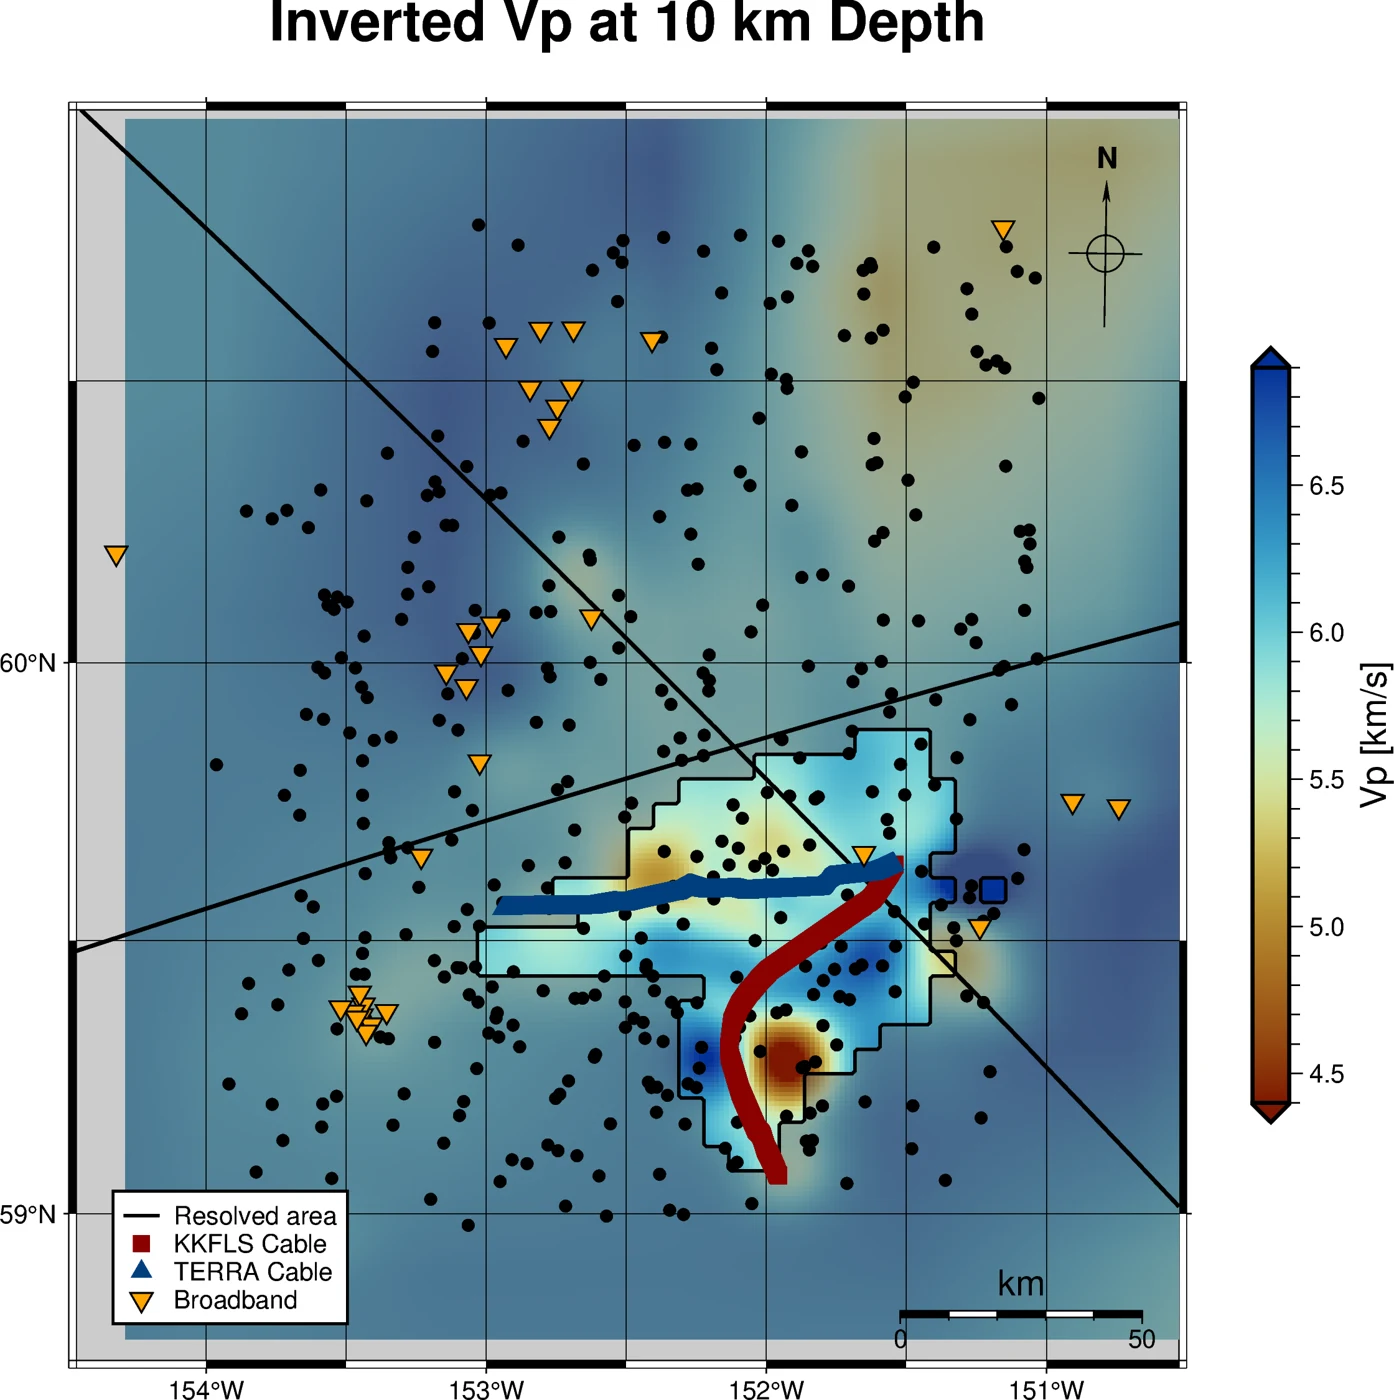 Inverted Vp at 10 km Depth
N
6.5
6.0
5.5
5.0
4.5
Vp [km/s]
60°N
59°N
Resolved area
KKFLS Cable
TERRA Cable
Broadband
km
0 50
154°W 153°W 152°W 151°W